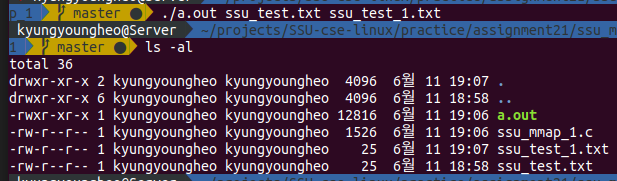 p_1 master ● ./a.out ssu_test.txt ssu_test_1.txt
kyungyoungheo@Server ~/projects/SSU-cse-linux/practice/assignment21/ssu_m
1 master ● ls -al
total 36
drwxr-xr-x 2 kyungyoungheo kyungyoungheo 4096 6월 11 19:07 .
drwxr-xr-x 6 kyungyoungheo kyungyoungheo 4096 6월 11 18:58 ..
-rwxr-xr-x 1 kyungyoungheo kyungyoungheo 12816 6월 11 19:06 a.out
-rw-r--r-- 1 kyungyoungheo kyungyoungheo 1526 6월 11 19:06 ssu_mmap_1.c
-rw-r--r-- 1 kyungyoungheo kyungyoungheo 25 6월 11 19:07 ssu_test_1.txt
-rw-r--r-- 1 kyungyoungheo kyungyoungheo 25 6월 11 18:58 ssu_test.txt